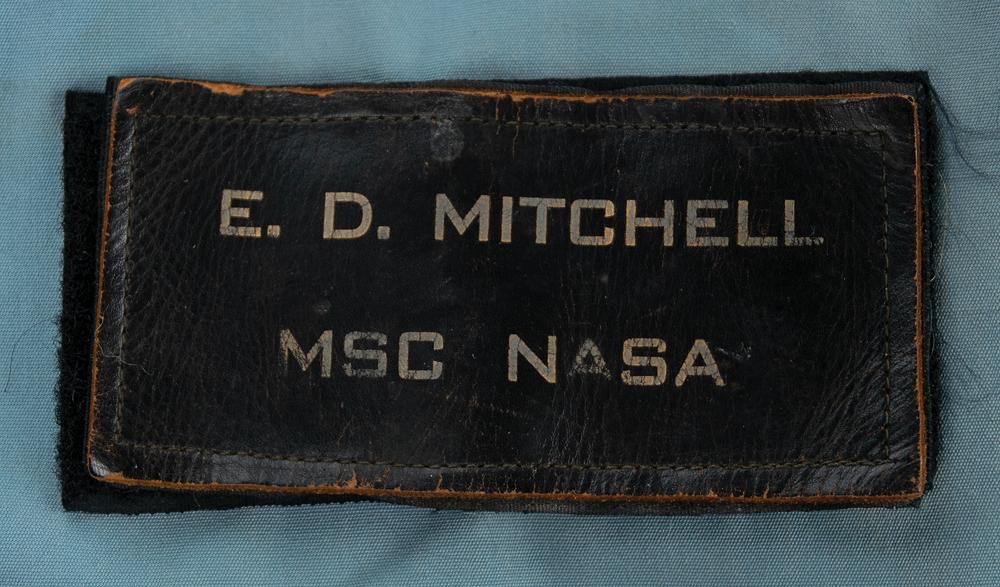 E. D. MITCHELL
MSC NASA